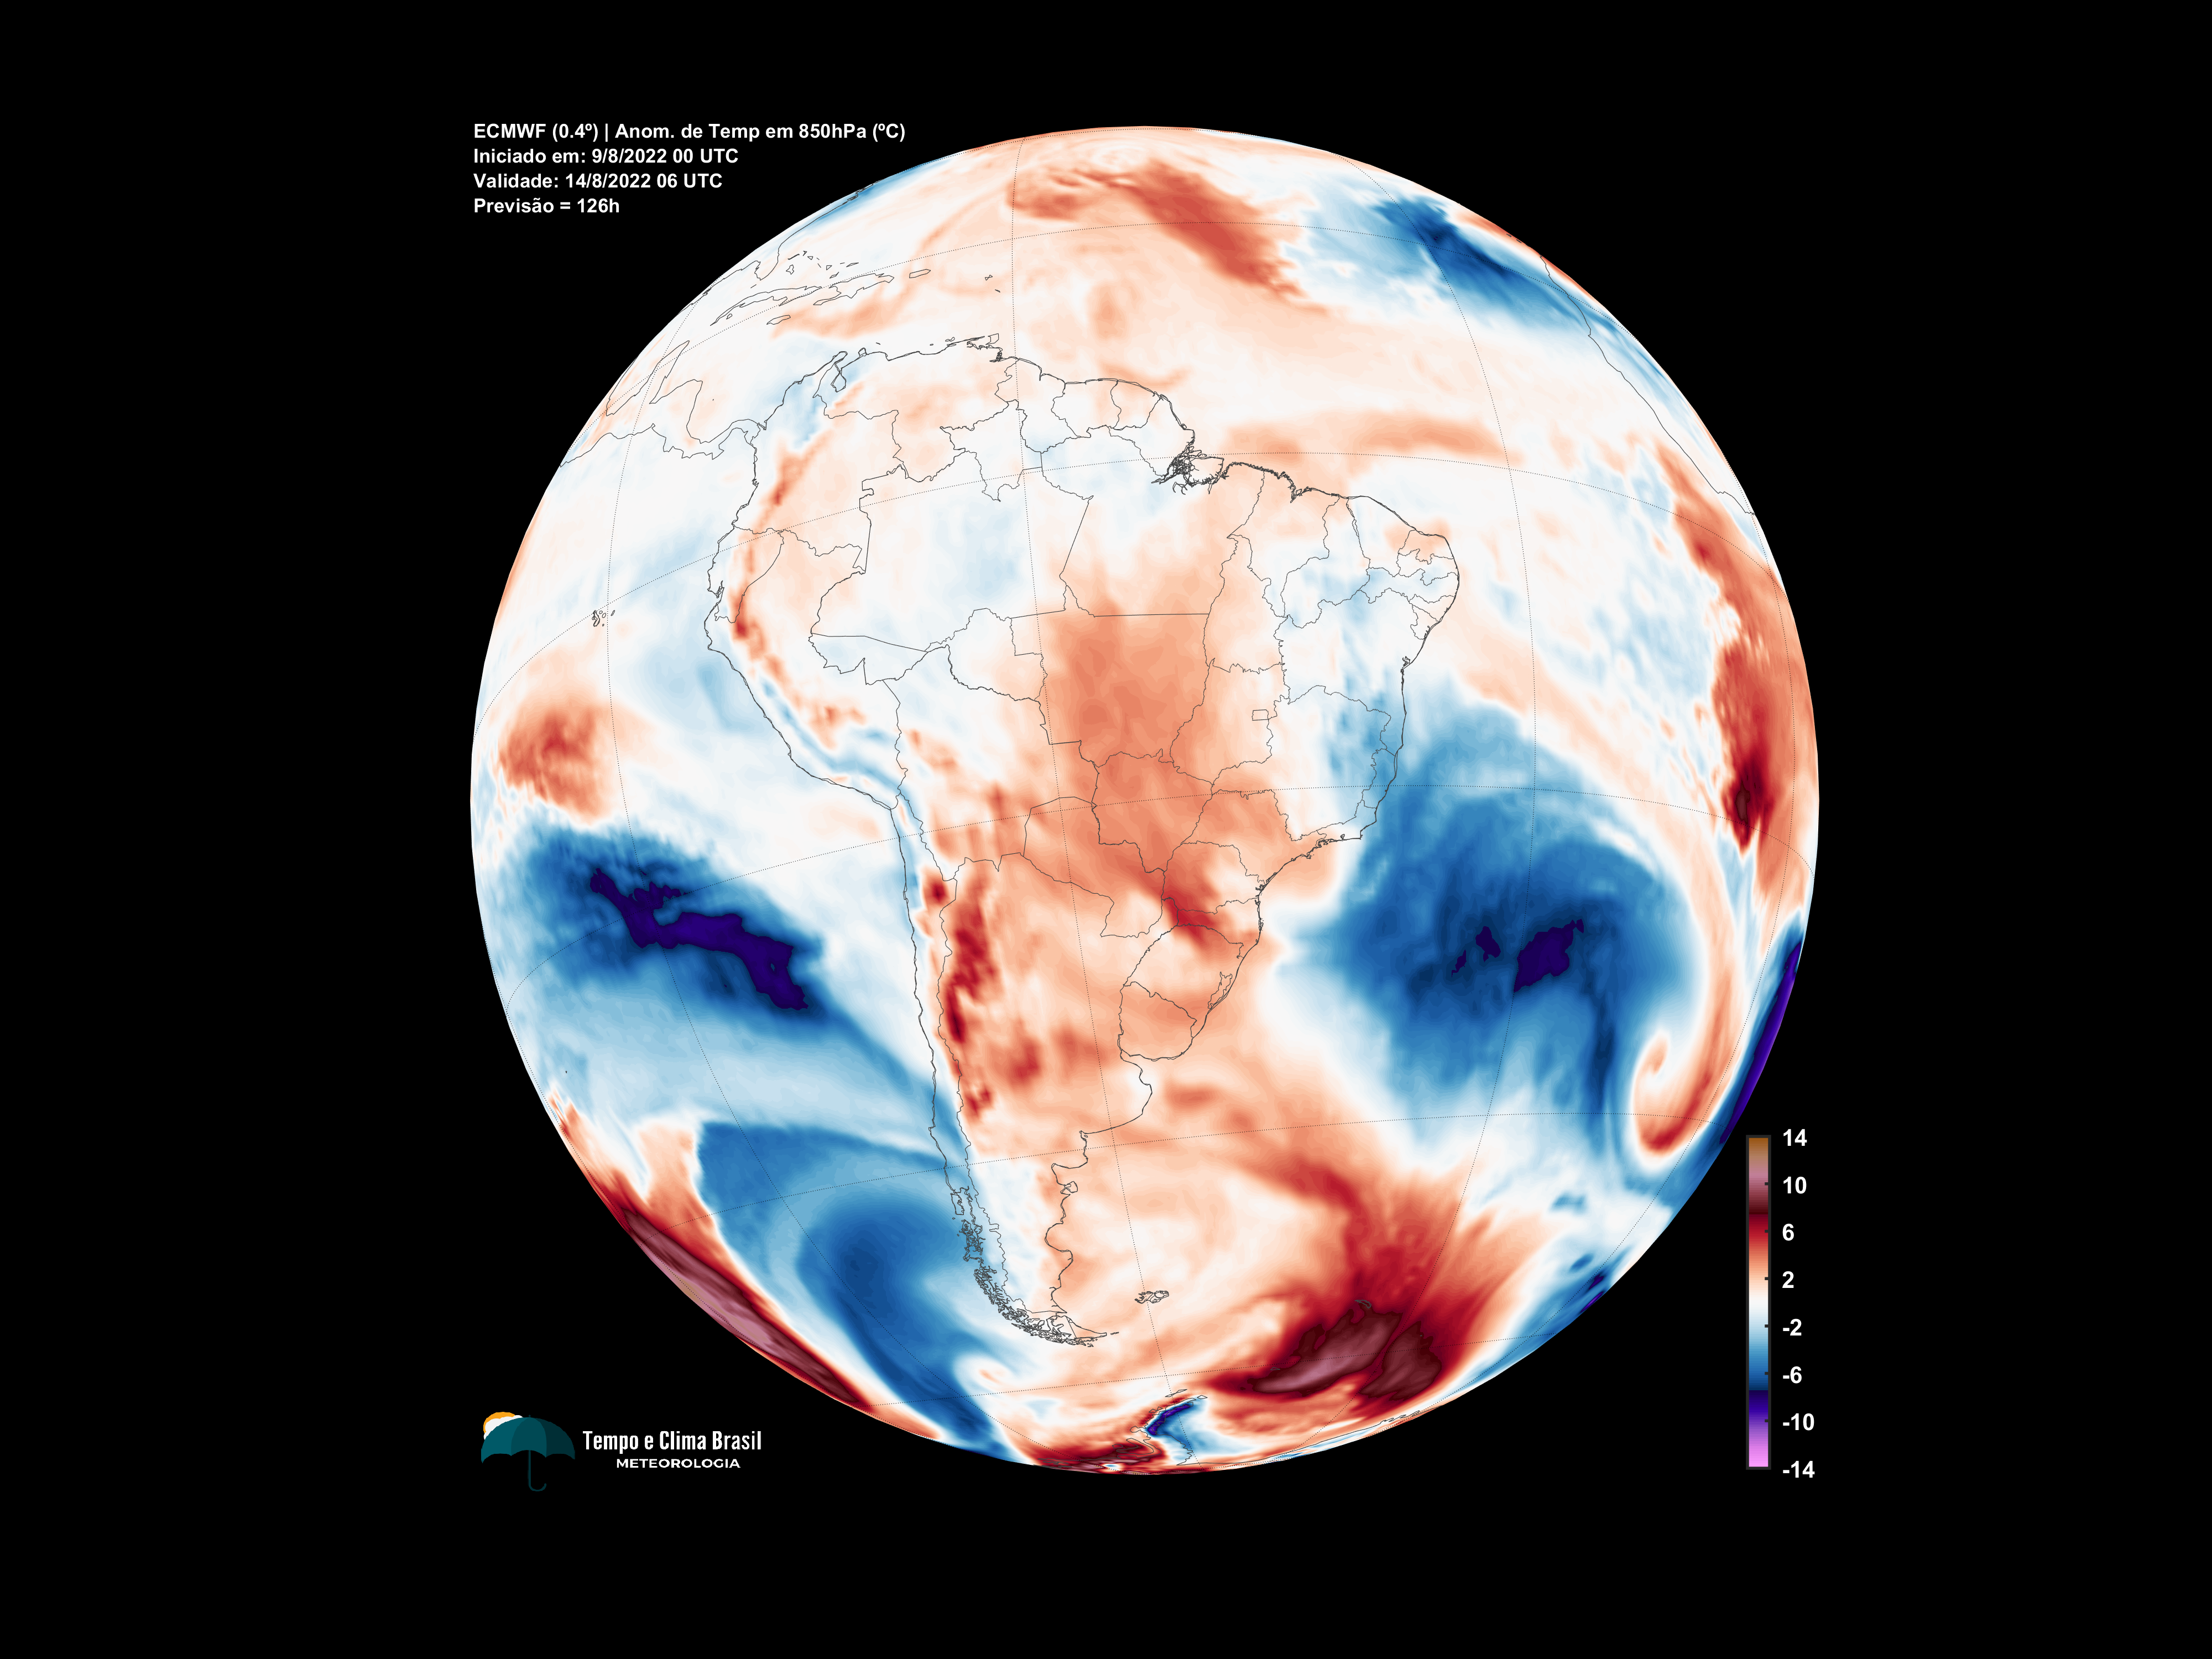 ECMWF (0.4º) | Anom. de Temp em 850hPa (ºC)
Iniciado em: 9/8/2022 00 UTC
Validade: 14/8/2022 06 UTC
Previsão = 126h
14
10
6
2
-2
-6
-10
-14
Tempo e Clima Brasil
METEOROLOGIA